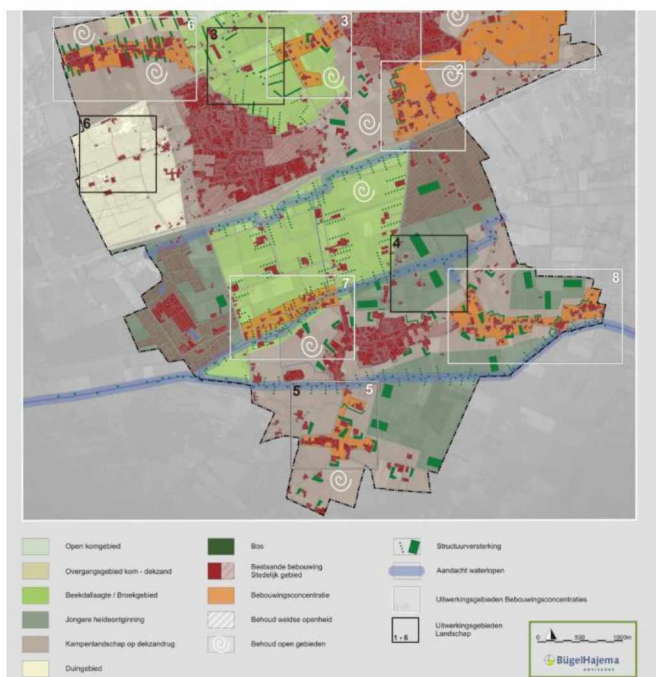 6
3
3
2
6
4
8
7
5
5
Open komgebied
Overgangsgebied kom - dekzand
Beekdallaagte / Broekgebied
Jongere heideontginning
Kampenlandschap op dekzandrug
Duingebied
Bos
Bestaande bebouwing
Stedelijk gebied
Bebouwingsconcentratie
Behoud weidse openheid
Behoud open gebieden
Structuurversterking
Aandacht waterlopen
Uitwerkingsgebieden Bebouwingsconcentraties
1 - 6
Uitwerkingsgebieden
Landschap
0 500 1000m
BügelHajema
ADVISEURS